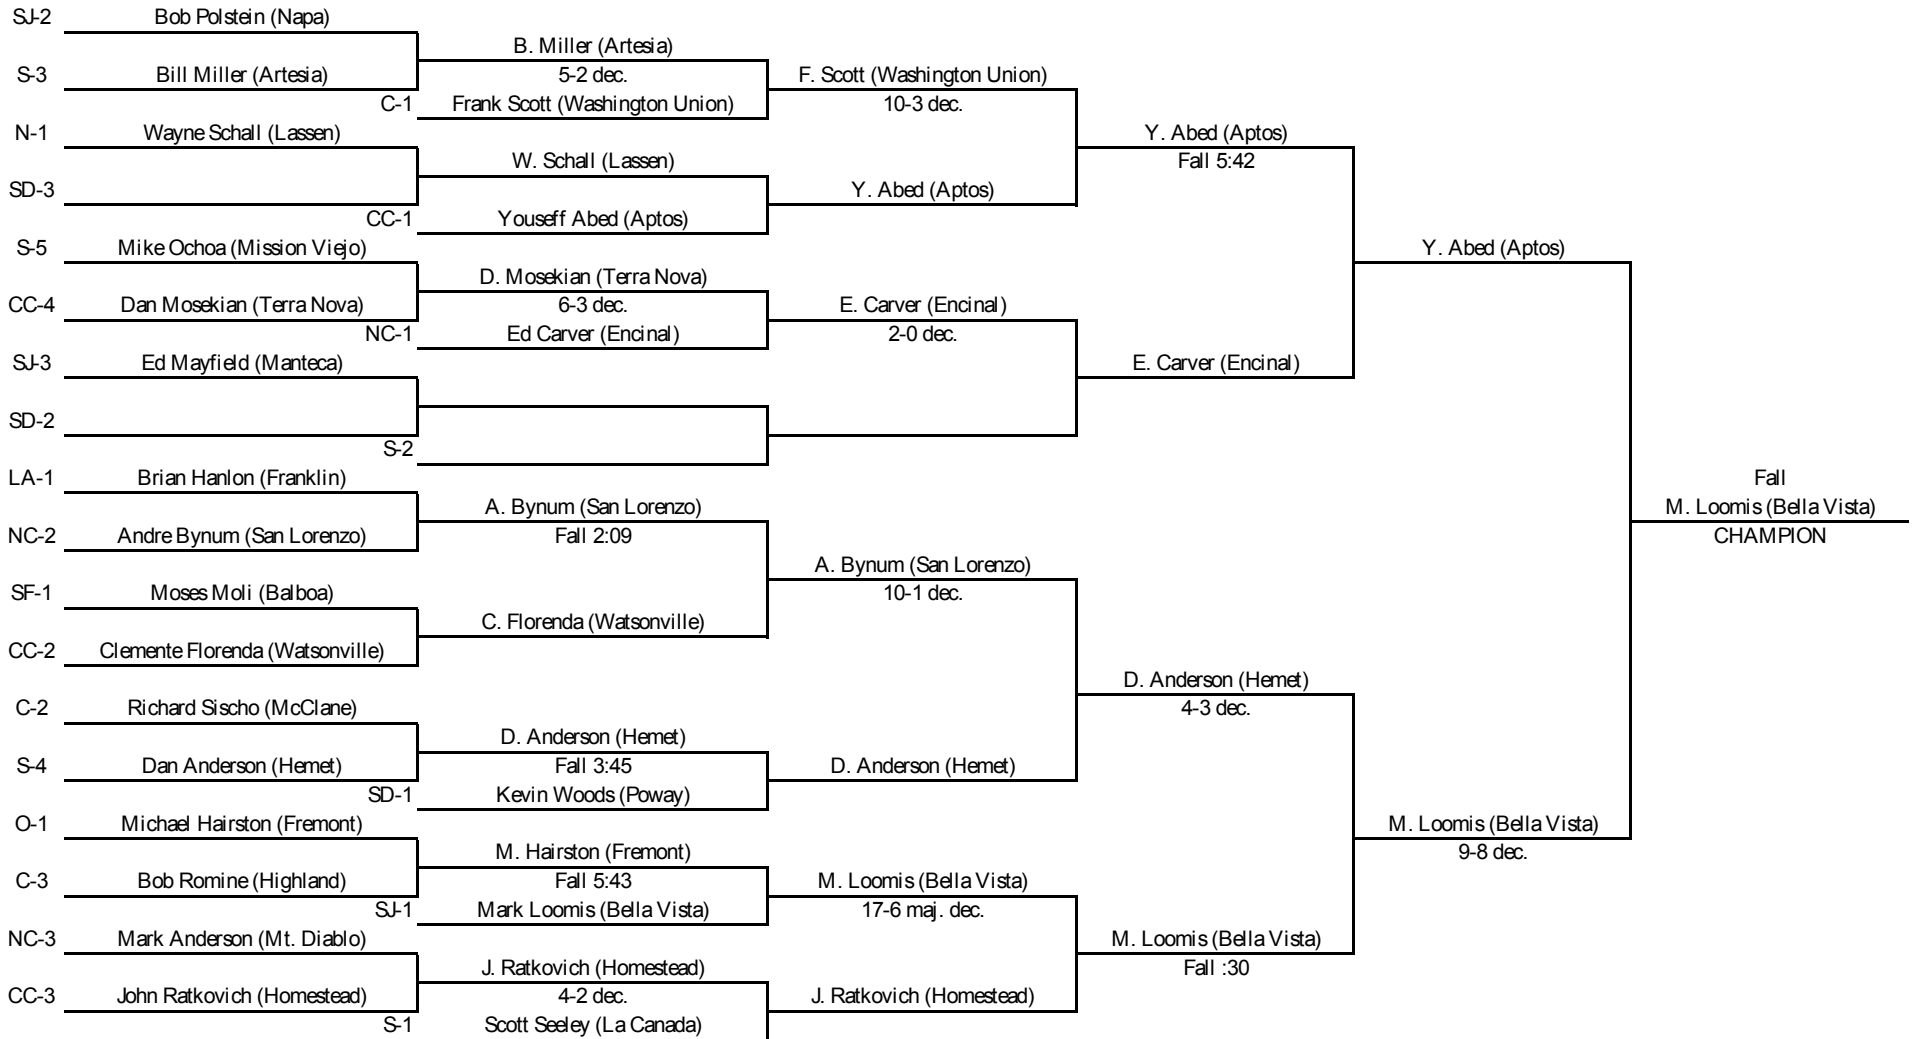 SJ-2 Bob Polstein (Napa)
B. Miller (Artesia)
S-3 Bill Miller (Artesia) 5-2 dec. F. Scott (Washington Union)
C-1 Frank Scott (Washington Union) 10-3 dec.
N-1 Wayne Schall (Lassen) Y. Abed (Aptos)
W. Schall (Lassen) Fall 5:42
SD-3 Y. Abed (Aptos)
CC-1 Youseff Abed (Aptos)
S-5 Mike Ochoa (Mission Viejo) Y. Abed (Aptos)
D. Mosekian (Terra Nova)
CC-4 Dan Mosekian (Terra Nova) 6-3 dec. E. Carver (Encinal)
NC-1 Ed Carver (Encinal) 2-0 dec.
SJ-3 Ed Mayfield (Manteca) E. Carver (Encinal)
SD-2
S-2
LA-1 Brian Hanlon (Franklin) Fall
A. Bynum (San Lorenzo) M. Loomis (Bella Vista)
NC-2 Andre Bynum (San Lorenzo) Fall 2:09 CHAMPION
A. Bynum (San Lorenzo)
SF-1 Moses Moli (Balboa) 10-1 dec.
C. Florenda (Watsonville)
CC-2 Clemente Florenda (Watsonville)
D. Anderson (Hemet)
C-2 Richard Sischo (McClane) 4-3 dec.
D. Anderson (Hemet)
S-4 Dan Anderson (Hemet) Fall 3:45 D. Anderson (Hemet)
SD-1 Kevin Woods (Poway)
O-1 Michael Hairston (Fremont) M. Loomis (Bella Vista)
M. Hairston (Fremont) 9-8 dec.
C-3 Bob Romine (Highland) Fall 5:43 M. Loomis (Bella Vista)
SJ-1 Mark Loomis (Bella Vista) 17-6 maj. dec.
NC-3 Mark Anderson (Mt. Diablo) M. Loomis (Bella Vista)
J. Ratkovich (Homestead) Fall :30
CC-3 John Ratkovich (Homestead) 4-2 dec. J. Ratkovich (Homestead)
S-1 Scott Seeley (La Canada)